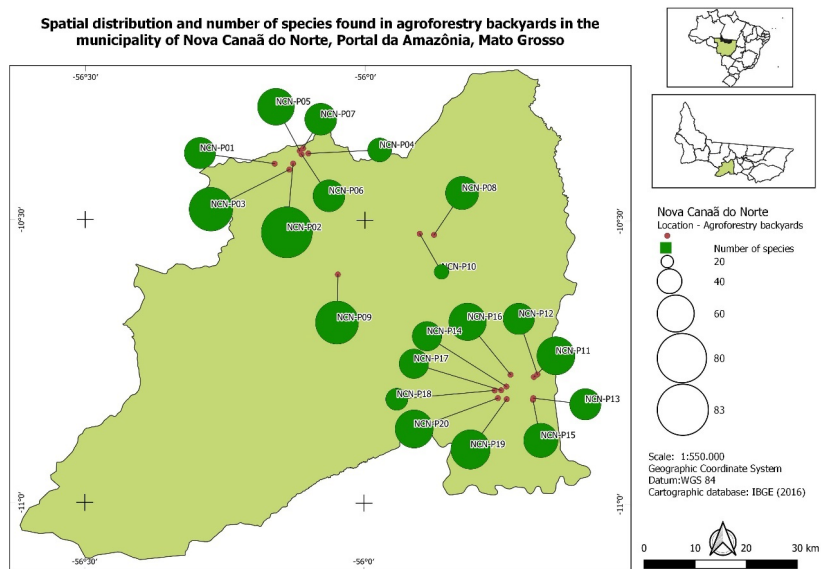 Spatial distribution and number of species found in agroforestry backyards in the
municipality of Nova Canaã do Norte, Portal da Amazônia, Mato Grosso
-56°30'
-56°0'
NCN-P05
NCN-P07
NCN-P01
NCN-P04
NCN-P06
NCN-P08
NCN-P03
NCN-P02
-10°30'
-10°30'
NCN-P10
NCN-P09
NCN-P16
NCN-P12
NCN-P14
NCN-P11
NCN-P17
NCN-P18
NCN-P13
NCN-P20
NCN-P15
NCN-P19
-11°0'
-11°0'
-56°30'
-56°0'
Nova Canaã do Norte
Location - Agroforestry backyards
Number of species
20
40
60
80
83
Scale: 1:550.000
Geographic Coordinate System
Datum:WGS 84
Cartographic database: IBGE (2016)
0 10 20 30 km